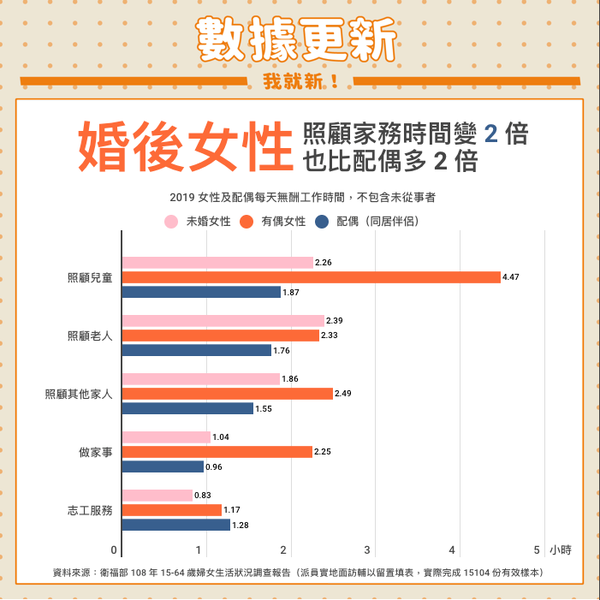 數據更新
我就新！
婚後女性
照顧家務時間變 2 倍
也比配偶多 2 倍
2019 女性及配偶每天無酬工作時間，不包含未從事者
未婚女性 有偶女性 配偶（同居伴侶）
照顧兒童
2.26
4.47
1.87
照顧老人
2.39
2.33
1.76
照顧其他家人
1.86
2.49
1.55
做家事
1.04
2.25
0.96
志工服務
0.83
1.17
1.28
0 1 2 3 4 5 小時
資料來源：衛福部 108 年 15-64 歲婦女生活狀況調查報告（派員實地面訪輔以留置填表，實際完成 15104 份有效樣本）